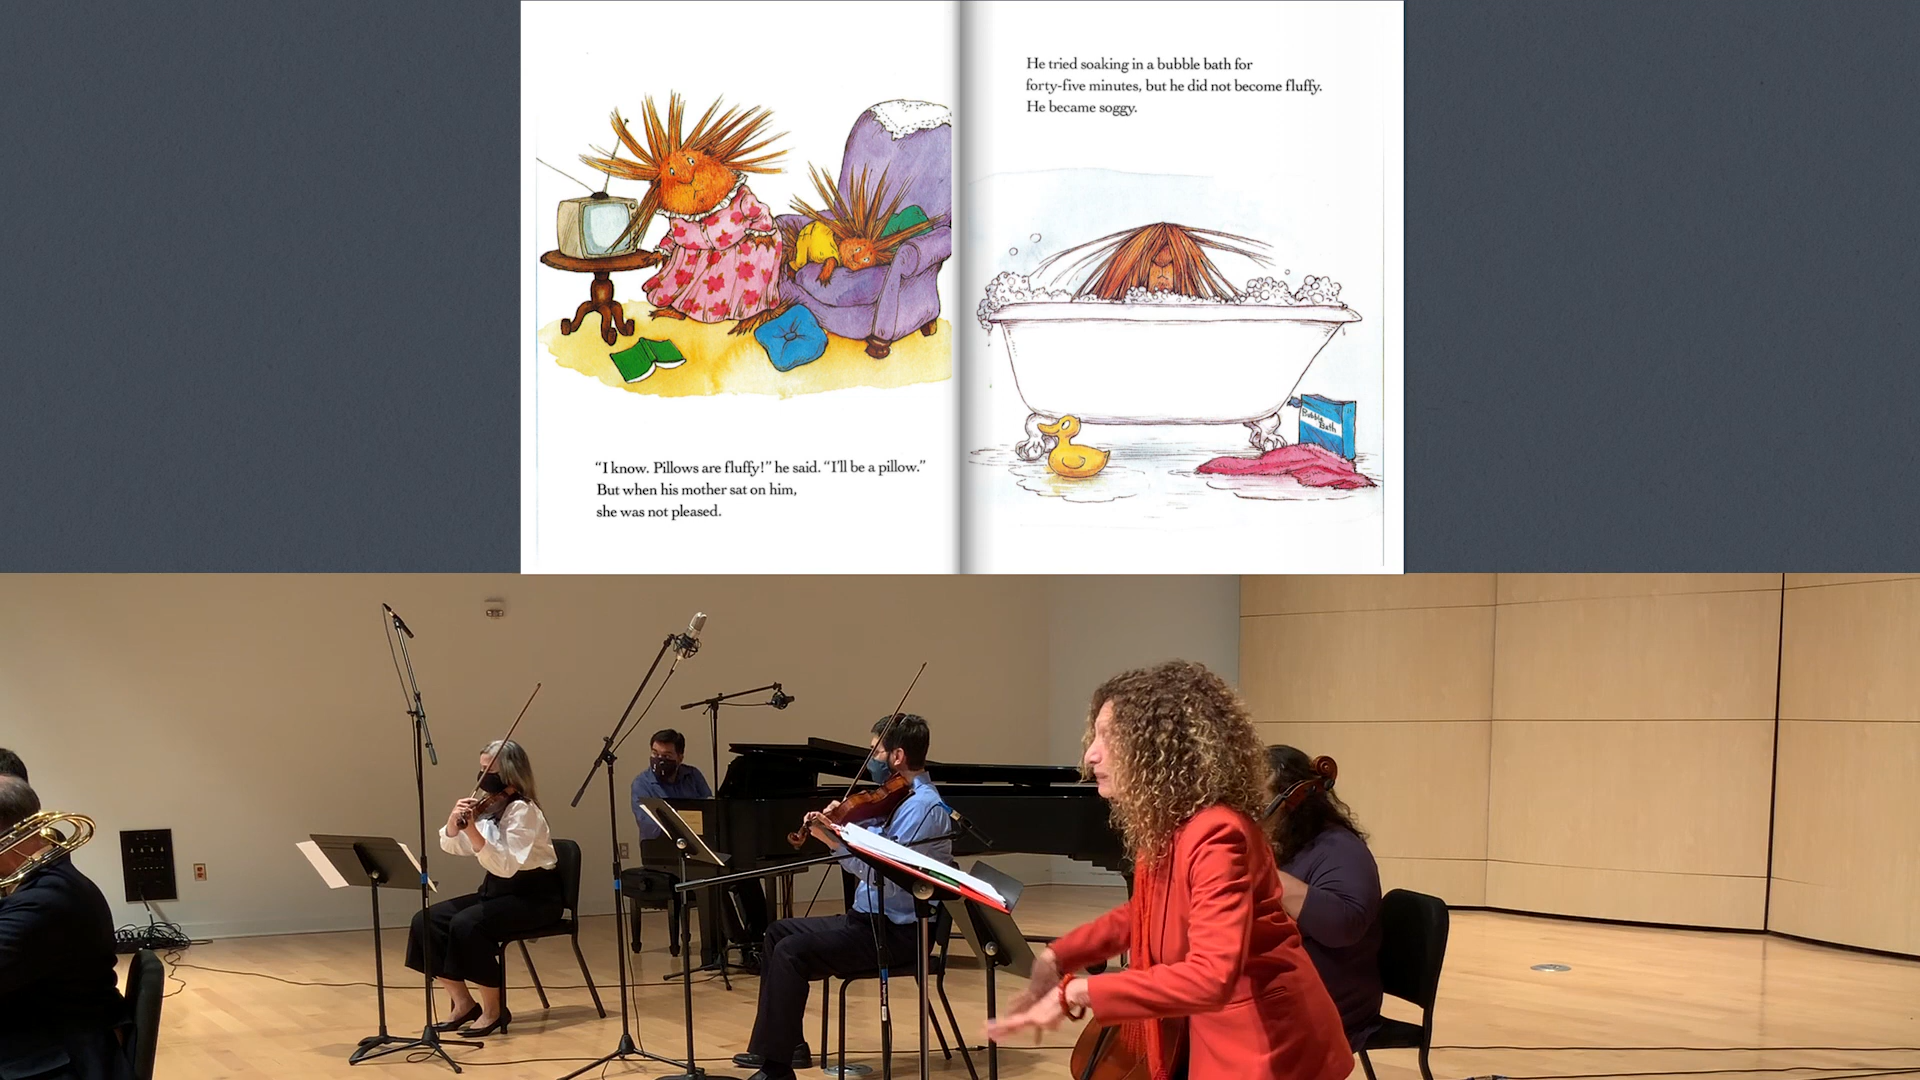 “I know. Pillows are fluffy!” he said. “I’ll be a pillow.”
But when his mother sat on him,
she was not pleased.
He tried soaking in a bubble bath for
forty-five minutes, but he did not become fluffy.
He became soggy.
Bubble
Bath